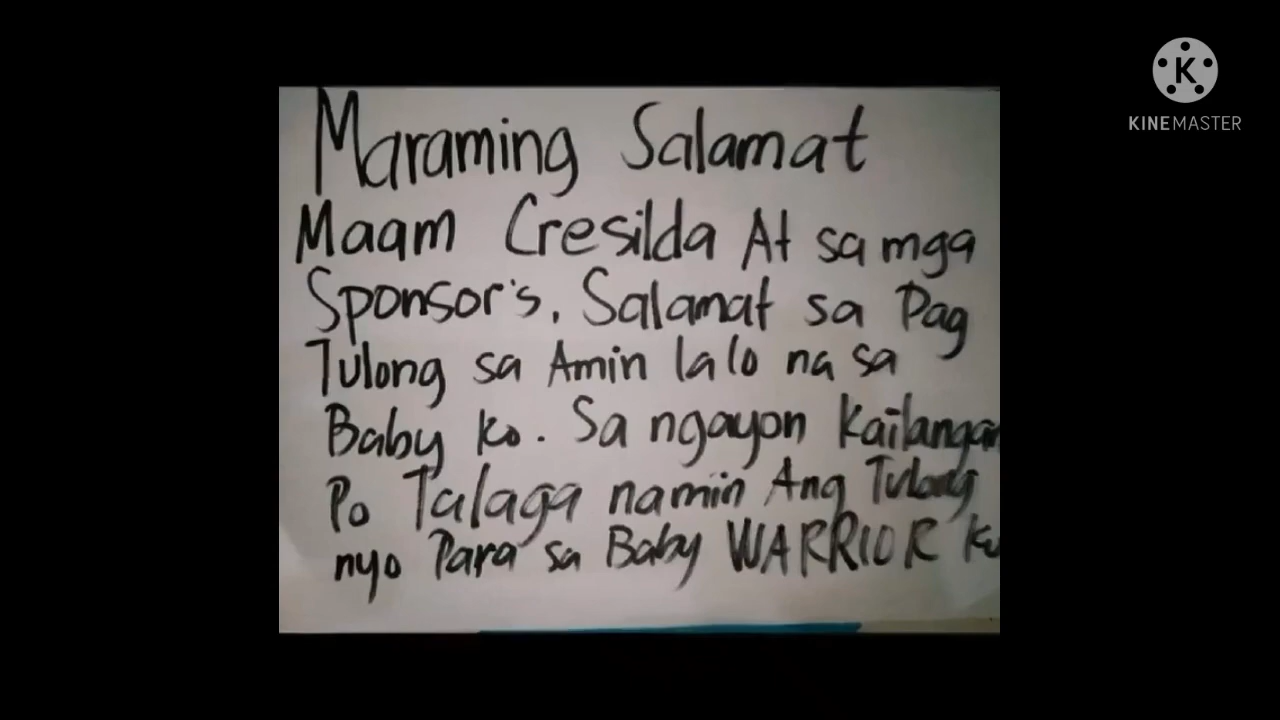 Maraming Salamat
Maam Cresilda At sa mga
Sponsor's, Salamat sa Pag
Tulong sa Amin lalo na sa
Baby ko. Sa ngayon Kailangan
Po Talaga namin Ang Tulong
nyo Para sa Baby WARRIOR Ko
K
KINEMASTER